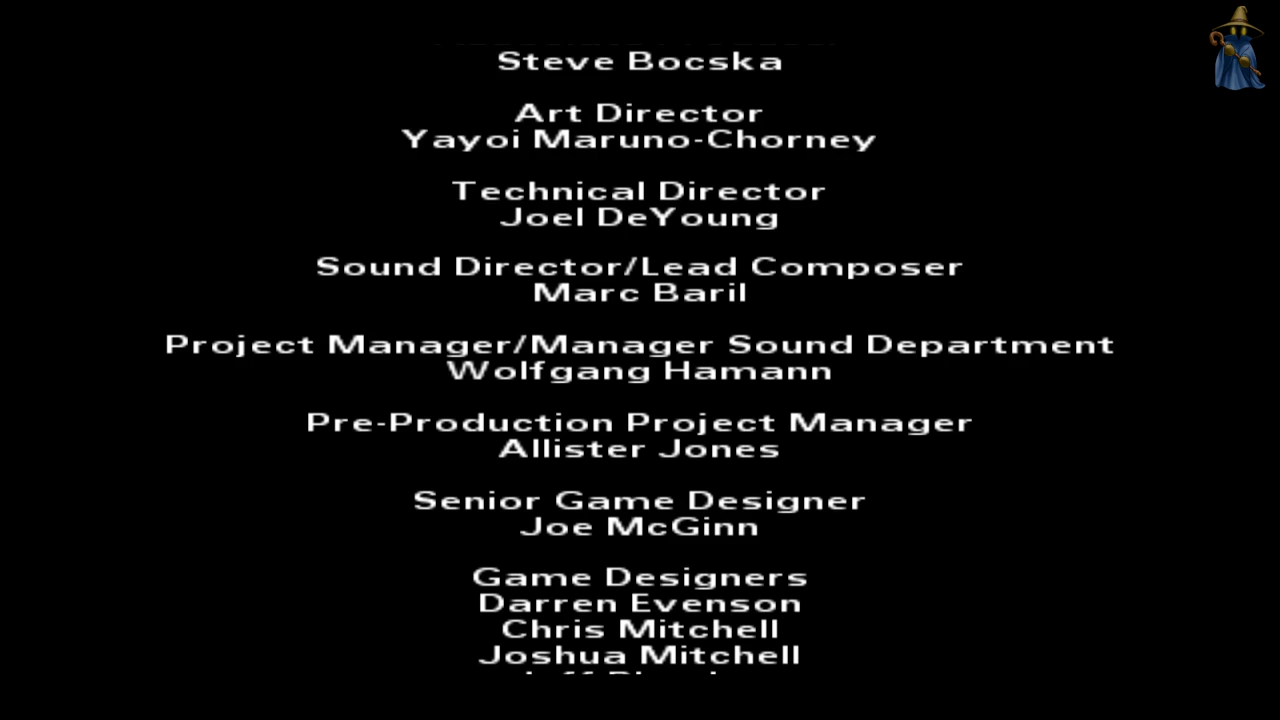 Steve Bocska
Art Director
Yayoi Maruno-Chorney
Technical Director
Joel DeYoung
Sound Director/Lead Composer
Marc Baril
Project Manager/Manager Sound Department
Wolfgang Hamann
Pre-Production Project Manager
Allister Jones
Senior Game Designer
Joe McGinn
Game Designers
Darren Evenson
Chris Mitchell
Joshua Mitchell